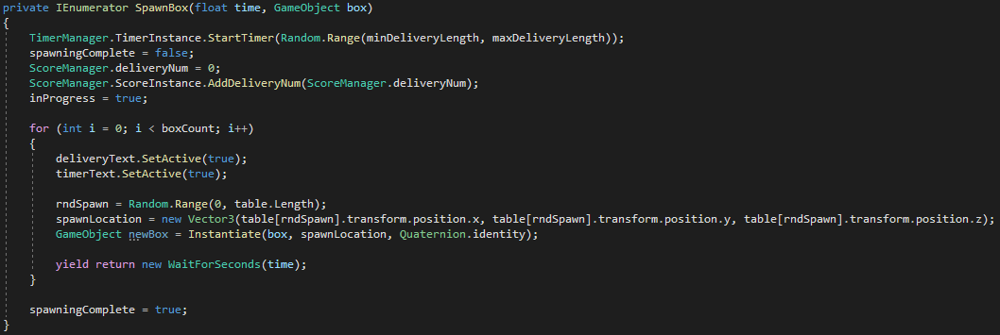 private IEnumerator SpawnBox(float time, GameObject box)
{
TimerManager.TimerInstance.StartTimer(Random.Range(minDeliveryLength, maxDeliveryLength));
spawningComplete = false;
ScoreManager.deliveryNum = 0;
ScoreManager.ScoreInstance.AddDeliveryNum(ScoreManager.deliveryNum);
inProgress = true;
for (int i = 0; i < boxCount; i++)
{
deliveryText.SetActive(true);
timerText.SetActive(true);
rndSpawn = Random.Range(0, table.Length);
spawnLocation = new Vector3(table[rndSpawn].transform.position.x, table[rndSpawn].transform.position.y, table[rndSpawn].transform.position.z);
GameObject newBox = Instantiate(box, spawnLocation, Quaternion.identity);
yield return new WaitForSeconds(time);
}
spawningComplete = true;
}